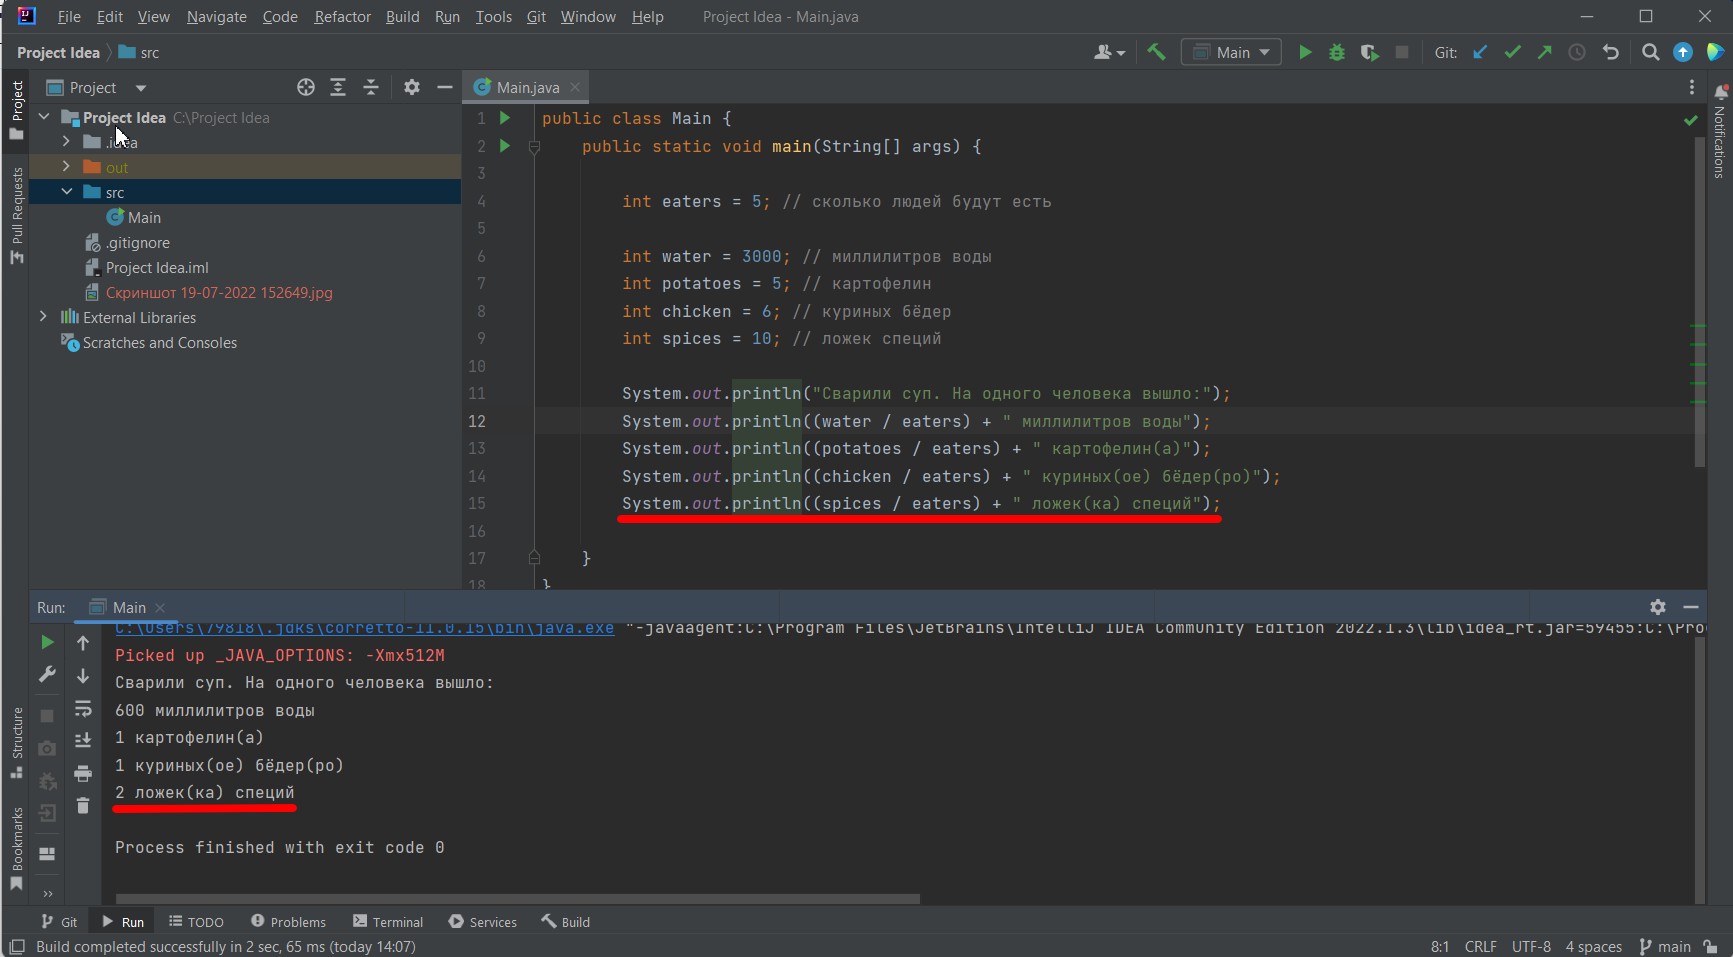 File Edit View Navigate Code Refactor Build Run Tools Git Window Help Project Idea - Main.java
Project Idea src Main Git:
Project Main.java
Project Idea C:\Project Idea
.idea
out
src
Main
.gitignore
Project Idea.iml
Скриншот 19-07-2022 152649.jpg
External Libraries
Scratches and Consoles
Project
Pull Requests
Structure
Bookmarks
Notifications
1 public class Main {
2 public static void main(String[] args) {
3
4 int eaters = 5; // сколько людей будут есть
5
6 int water = 3000; // миллилитров воды
7 int potatoes = 5; // картофелин
8 int chicken = 6; // куриных бёдер
9 int spices = 10; // ложек специй
10
11 System.out.println("Сварили суп. На одного человека вышло:");
12 System.out.println((water / eaters) + " миллилитров воды");
13 System.out.println((potatoes / eaters) + " картофелин(а)");
14 System.out.println((chicken / eaters) + " куриных(ое) бёдер(ро)");
15 System.out.println((spices / eaters) + " ложек(ка) специй");
16
17 }
18 }
Run: Main
C:\Users\79818\.jdks\corretto-11.0.15\bin\java.exe "-javaagent:C:\Program Files\JetBrains\IntelliJ IDEA Community Edition 2022.1.3\lib\idea_rt.jar=59455:C:\Pro
Picked up _JAVA_OPTIONS: -Xmx512M
Сварили суп. На одного человека вышло:
600 миллилитров воды
1 картофелин(а)
1 куриных(ое) бёдер(ро)
2 ложек(ка) специй
Process finished with exit code 0
Git Run TODO Problems Terminal Services Build
Build completed successfully in 2 sec, 65 ms (today 14:07) 8:1 CRLF UTF-8 4 spaces main